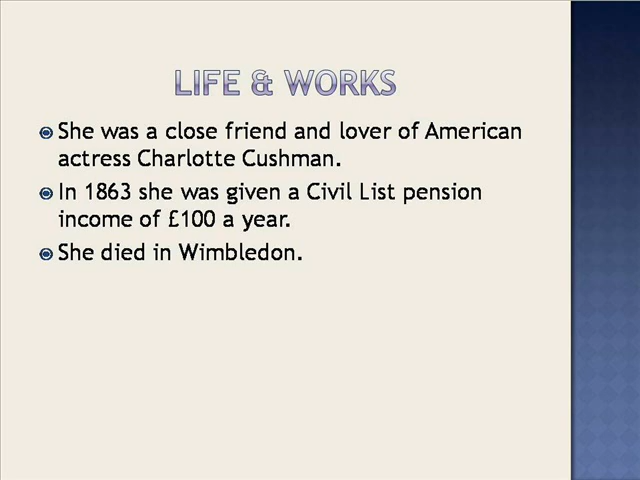 LIFE & WORKS
She was a close friend and lover of American
actress Charlotte Cushman.
In 1863 she was given a Civil List pension
income of £100 a year.
She died in Wimbledon.